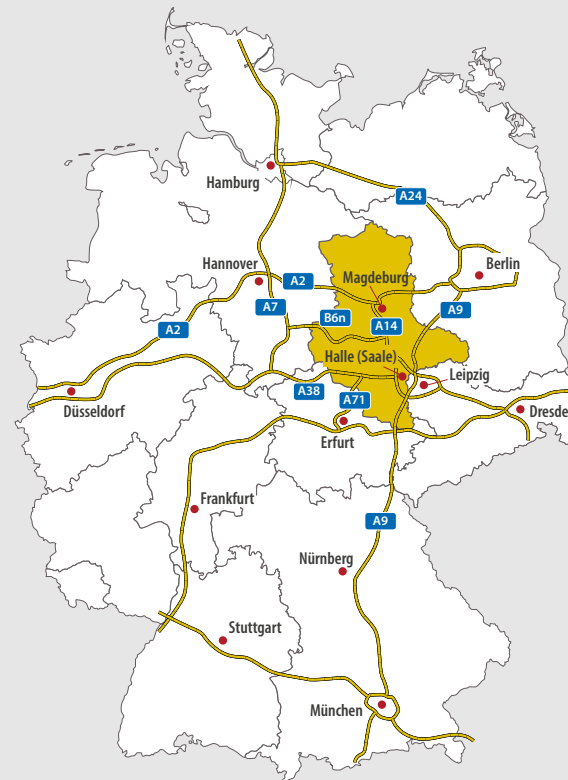 Hamburg
A24
Hannover
A2
Magdeburg
Berlin
A7
B6n
A9
A2
A14
Halle (Saale)
Leipzig
A38
A71
Düsseldorf
Dresde
Erfurt
Frankfurt
A9
Nürnberg
Stuttgart
München